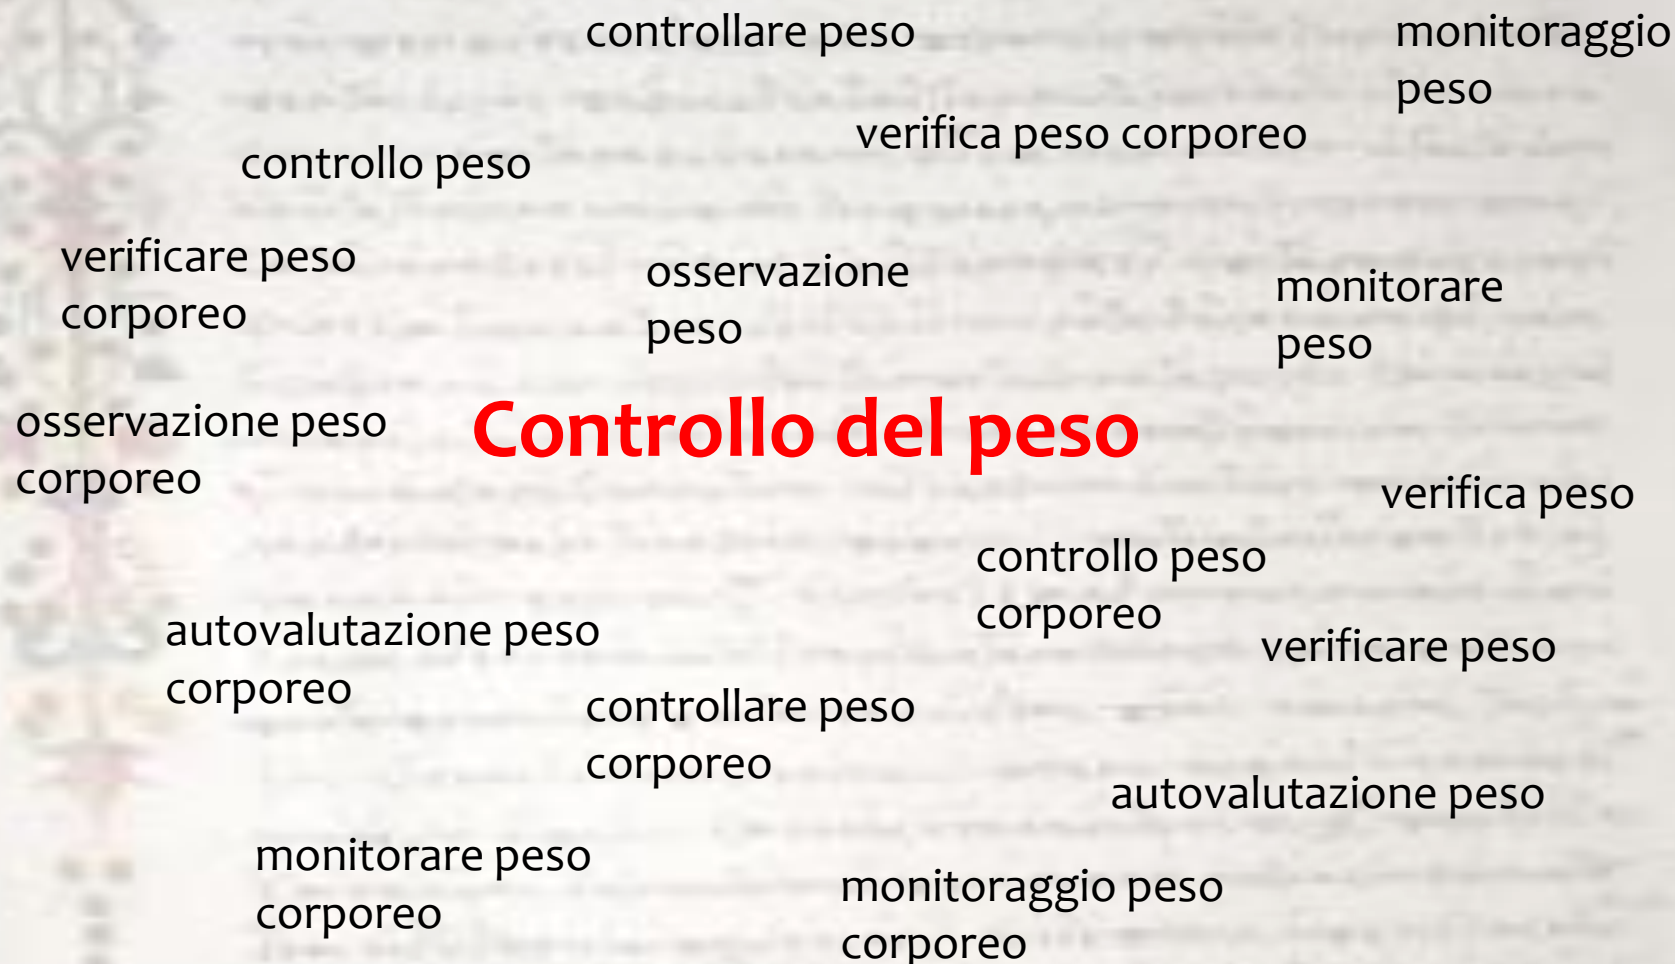 controllare peso
monitoraggio
peso
verifica peso corporeo
controllo peso
verificare peso
corporeo
osservazione
peso
monitorare
peso
osservazione peso
corporeo
Controllo del peso
verifica peso
controllo peso
corporeo
autovalutazione peso
corporeo
verificare peso
controllare peso
corporeo
autovalutazione peso
monitorare peso
corporeo
monitoraggio peso
corporeo